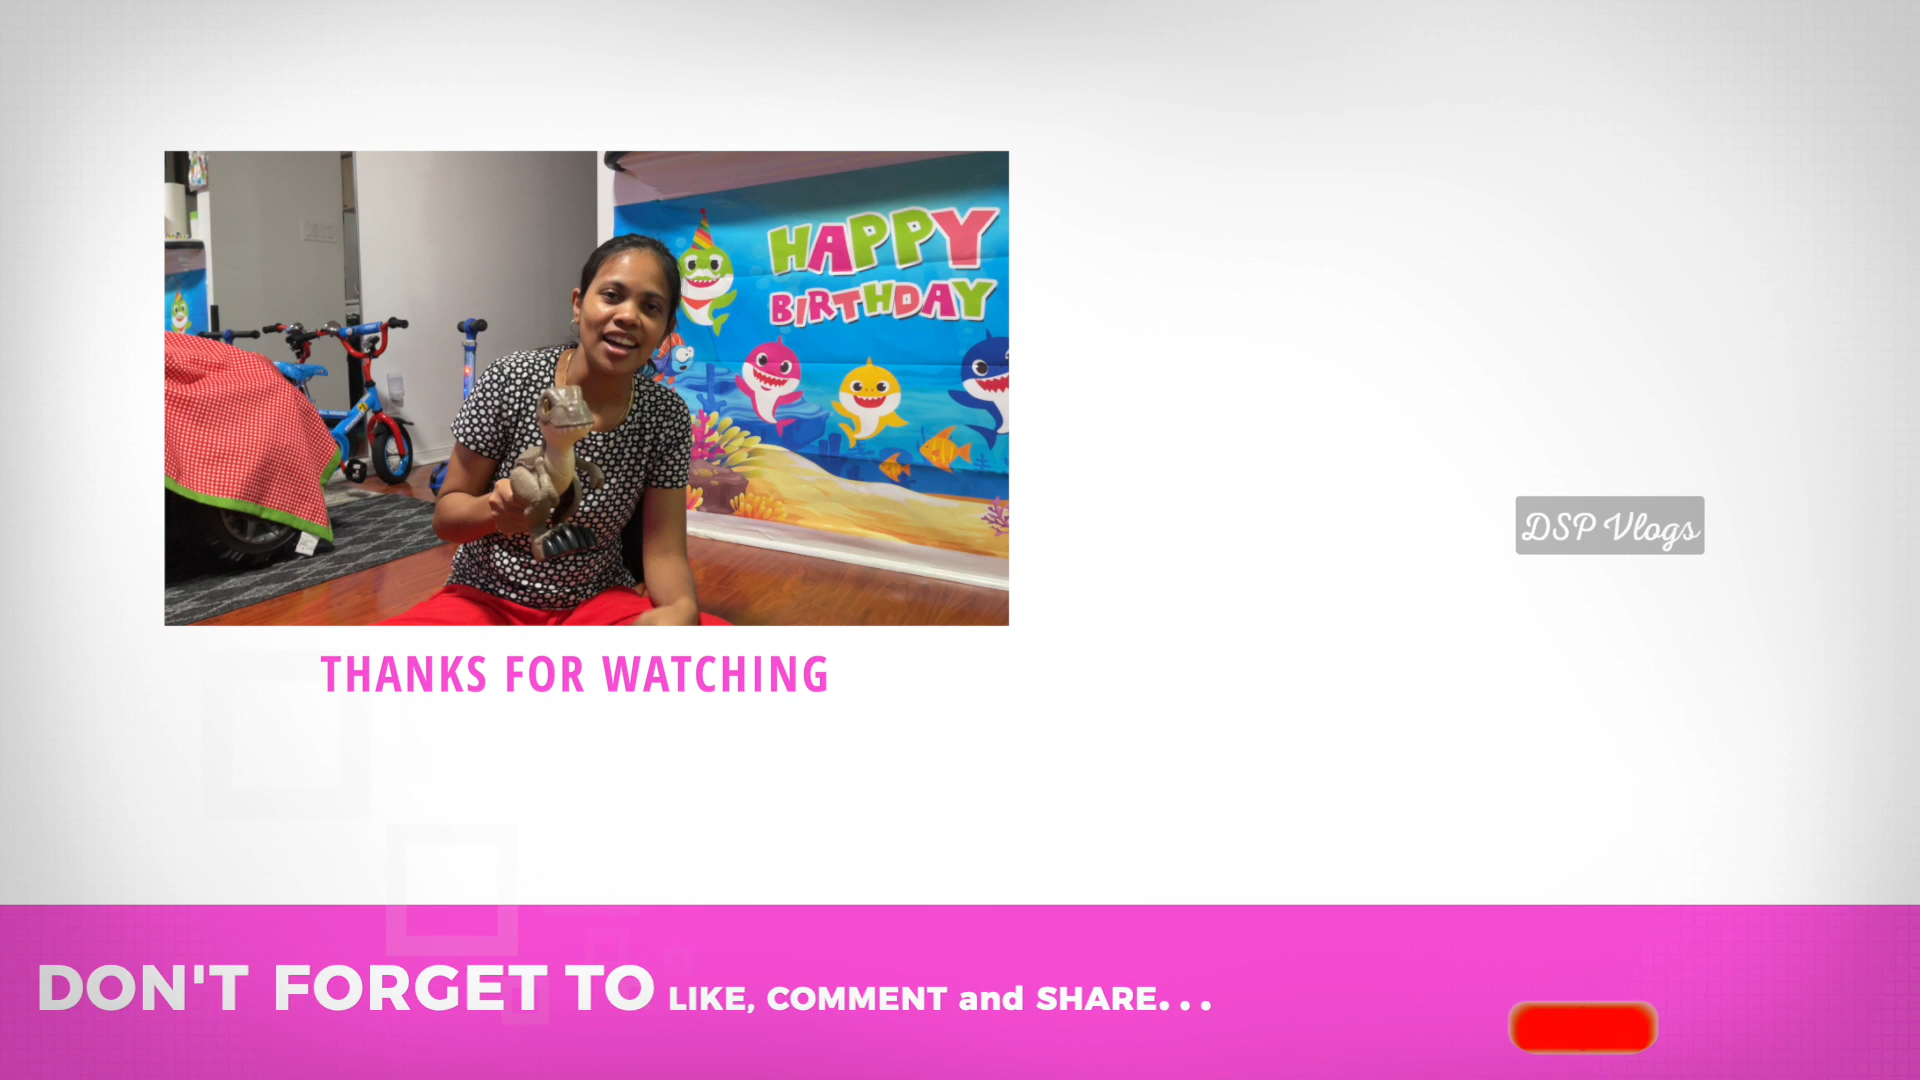 HAPPY
BIRTHDAY
DSP Vlogs
THANKS FOR WATCHING
DON'T FORGET TO LIKE, COMMENT and SHARE...